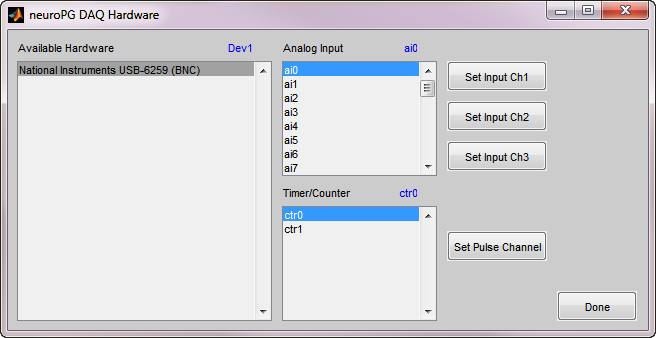 neuroPG DAQ Hardware
Available Hardware Dev1
National Instruments USB-6259 (BNC)
Analog Input ai0
ai0
ai1
ai2
ai3
ai4
ai5
ai6
ai7
Set Input Ch1
Set Input Ch2
Set Input Ch3
Timer/Counter ctr0
ctr0
ctr1
Set Pulse Channel
Done